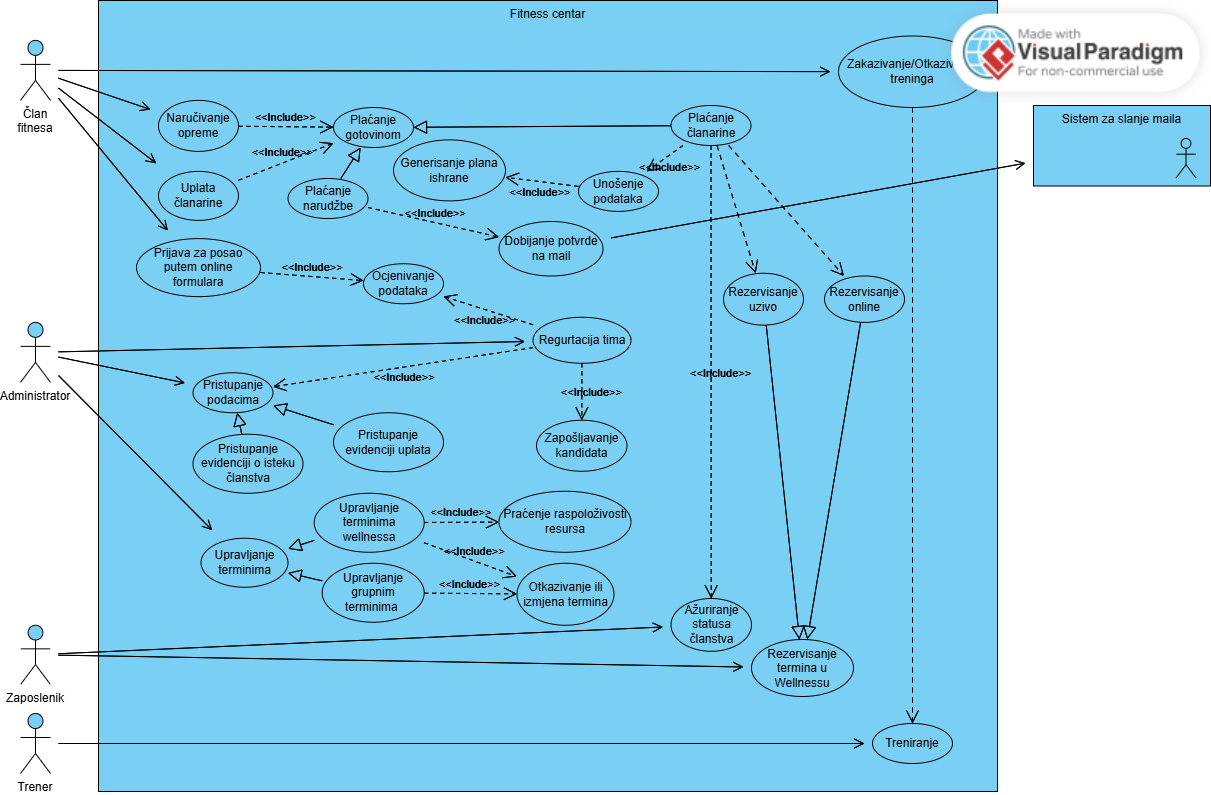 Fitness centar
Made with
Visual Paradigm
For non-commercial use
Zakazivanje/Otkaziv
treninga
Član
fitnesa
Naručivanje
opreme
<<Include>>
Plaćanje
gotovinom
Plaćanje
članarine
Sistem za slanje maila
<<Include>>
Generisanje plana
ishrane
<<Include>>
Uplata
članarine
Plaćanje
narudžbe
<<Include>>
Unošenje
podataka
<<Include>>
Dobijanje potvrde
na mail
Prijava za posao
putem online
formulara
<<Include>>
Ocjenivanje
podataka
Rezervisanje
uzivo
Rezervisanje
online
<<Include>>
Regurtacija tima
Administrator
<<Include>>
<<Include>>
Pristupanje
podacima
<<Include>>
Pristupanje
evidenciji uplata
Zapošljavanje
kandidata
Pristupanje
evidenciji o isteku
članstva
Upravljanje
terminima
wellnessa
<<Include>>
Praćenje raspoloživosti
resursa
Upravljanje
terminima
<<Include>>
Upravljanje
grupnim
terminima
<<Include>>
Otkazivanje ili
izmjena termina
Ažuriranje
statusa
članstva
Zaposlenik
Rezervisanje
termina u
Wellnessu
Treniranje
Trener